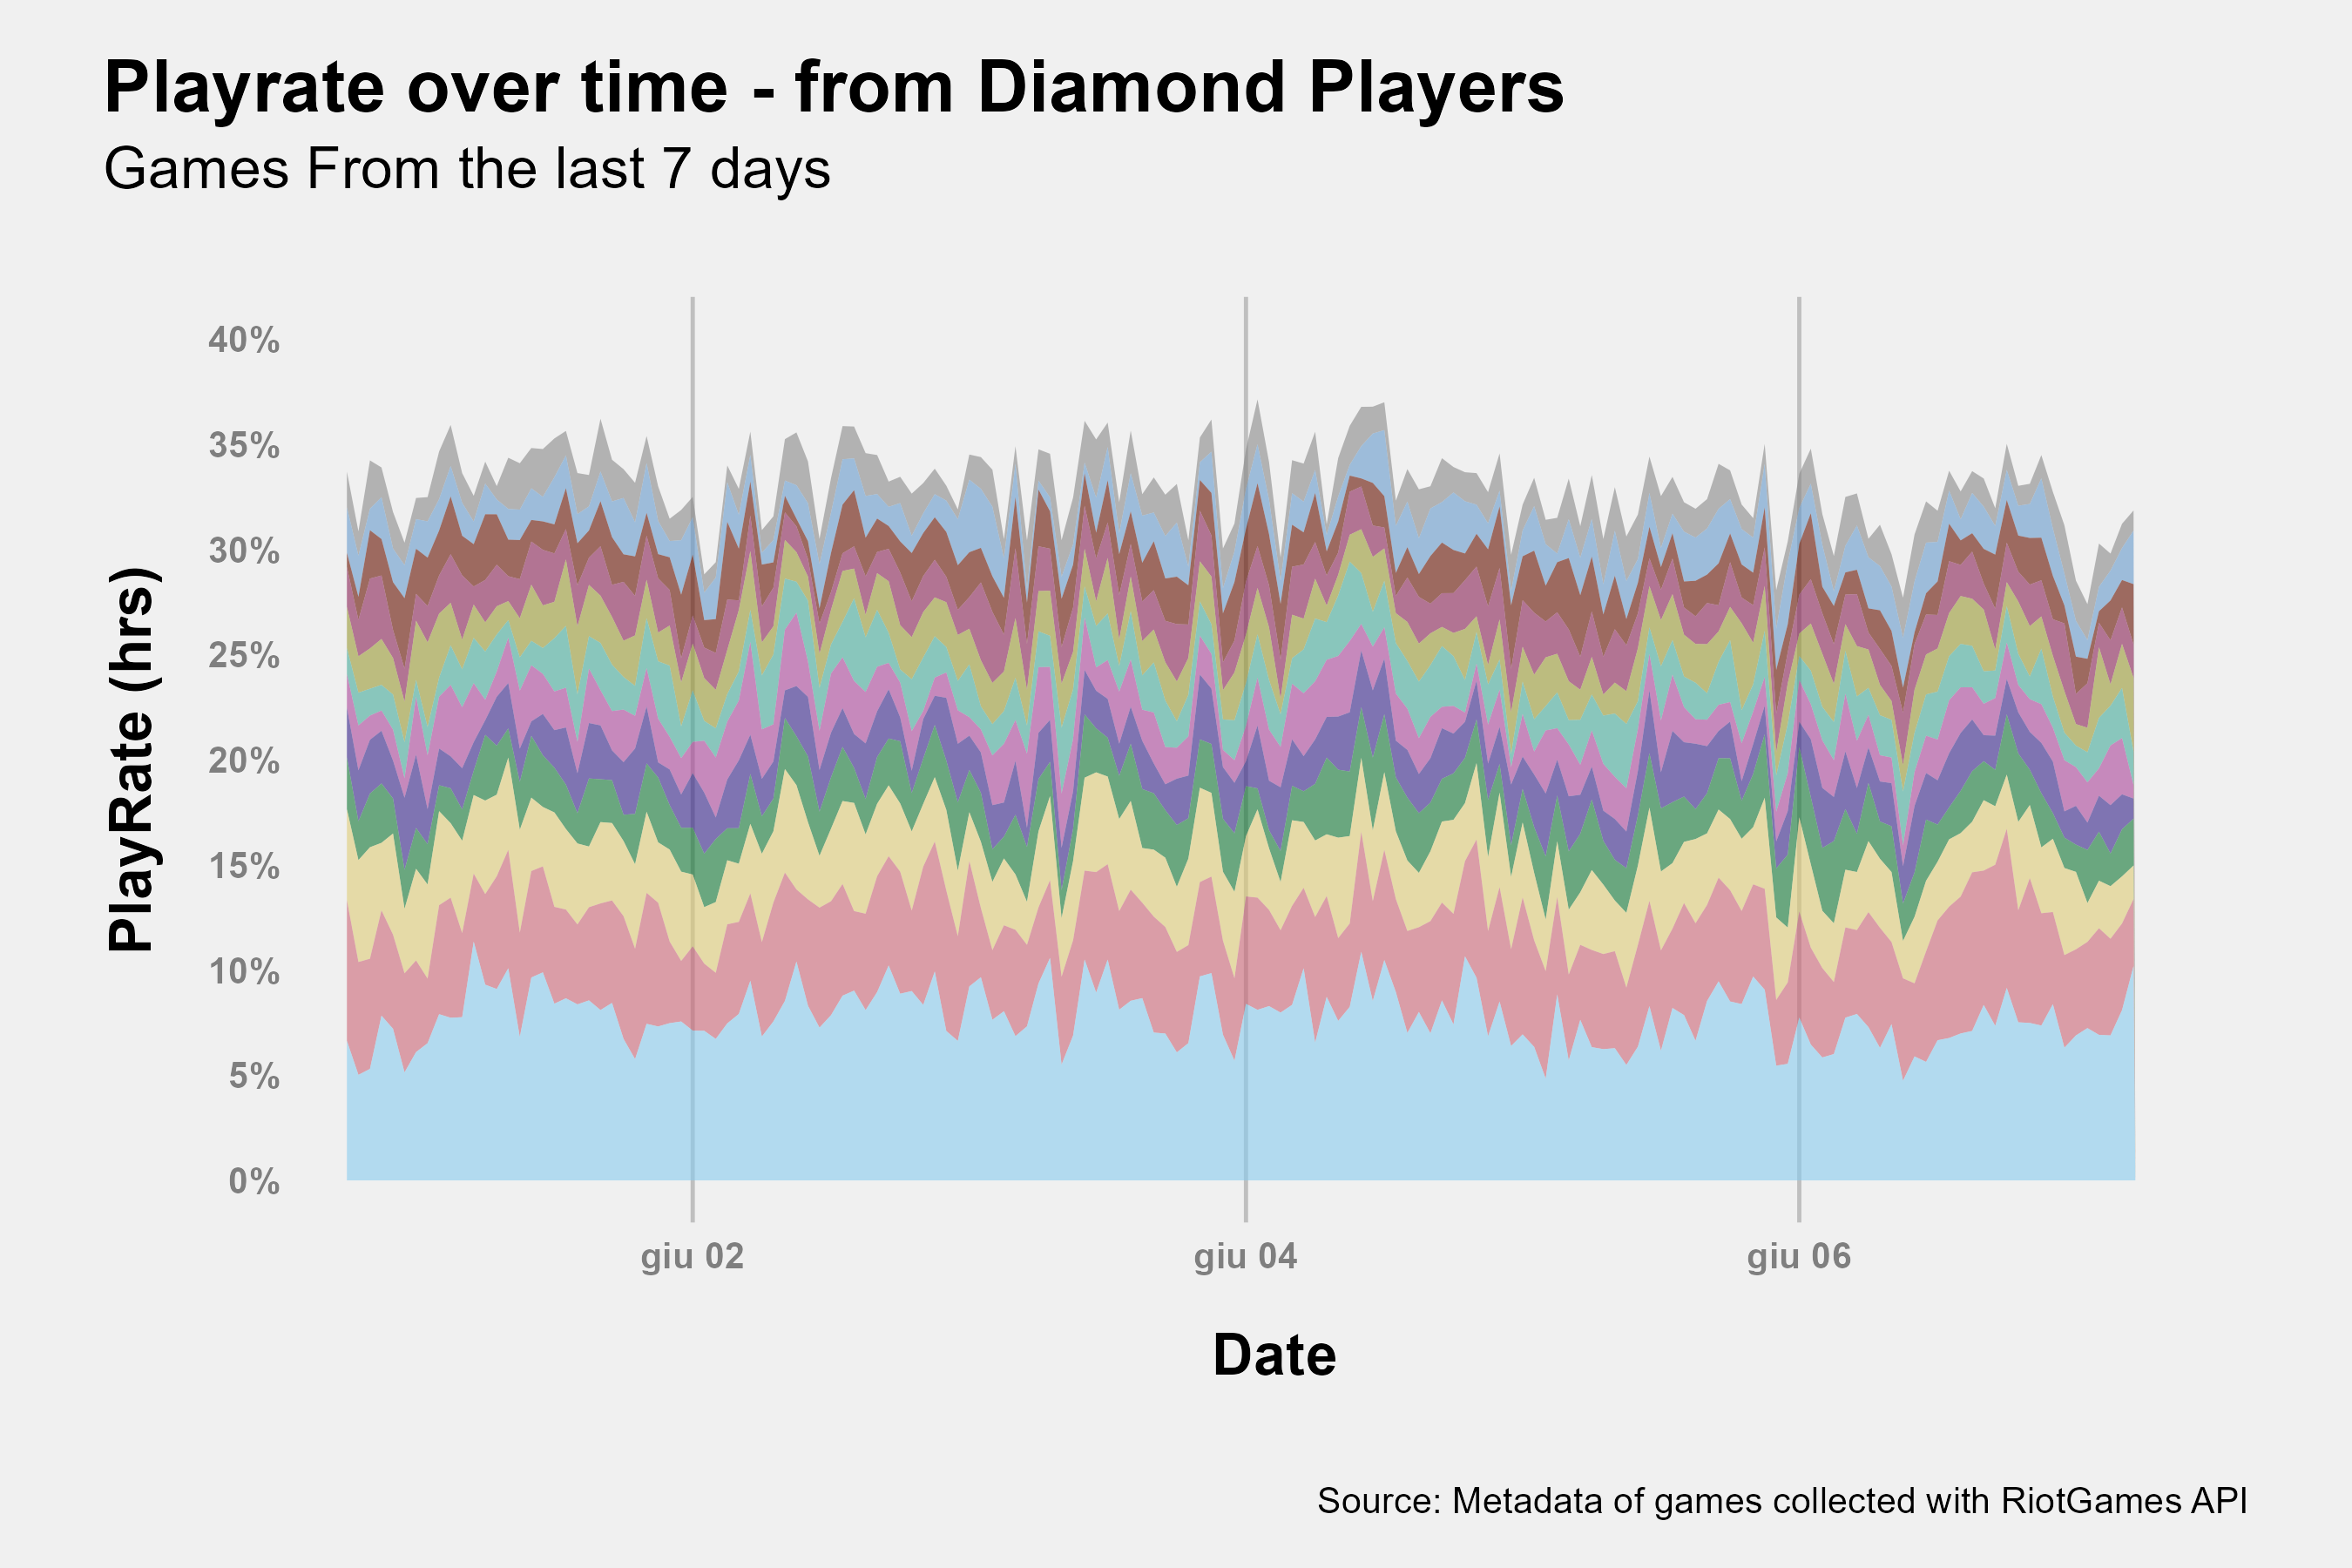 Playrate over time - from Diamond Players
Games From the last 7 days
40%
35%
30%
25%
20%
15%
10%
5%
0%
PlayRate (hrs)
giu 02
giu 04
giu 06
Date
Source: Metadata of games collected with RiotGames API